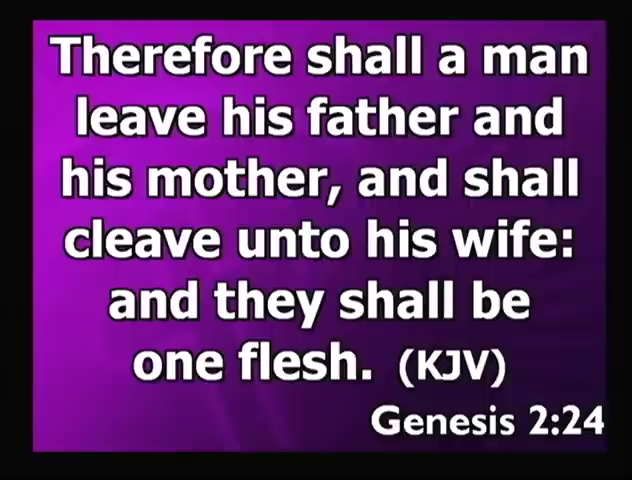 Therefore shall a man
leave his father and
his mother, and shall
cleave unto his wife:
and they shall be
one flesh. (KJV)
Genesis 2:24